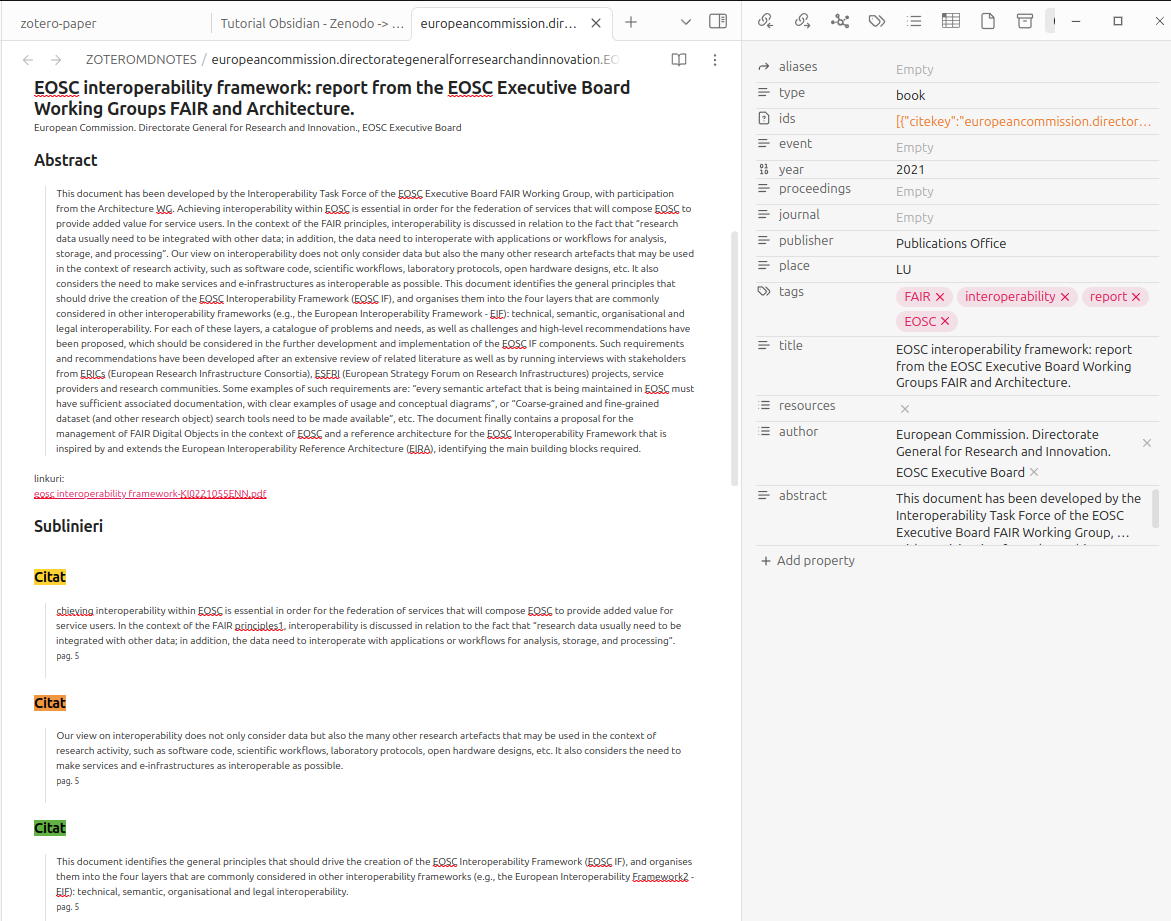 zotero-paper
Tutorial Obsidian - Zenodo -> ...
europeancommission.dir...
ZOTEROMDNOTES / europeancommission.directorategeneralforresearchandinnovation.EO
EOSC interoperability framework: report from the EOSC Executive Board
Working Groups FAIR and Architecture.
European Commission. Directorate General for Research and Innovation., EOSC Executive Board
Abstract
This document has been developed by the Interoperability Task Force of the EOSC Executive Board FAIR Working Group, with participation
from the Architecture WG. Achieving interoperability within EOSC is essential in order for the federation of services that will compose EOSC to
provide added value for service users. In the context of the FAIR principles, interoperability is discussed in relation to the fact that “research
data usually need to be integrated with other data; in addition, the data need to interoperate with applications or workflows for analysis,
storage, and processing”. Our view on interoperability does not only consider data but also the many other research artefacts that may be used
in the context of research activity, such as software code, scientific workflows, laboratory protocols, open hardware designs, etc. It also
considers the need to make services and e-infrastructures as interoperable as possible. This document identifies the general principles that
should drive the creation of the EOSC Interoperability Framework (EOSC IF), and organises them into the four layers that are commonly
considered in other interoperability frameworks (e.g., the European Interoperability Framework - EIF): technical, semantic, organisational and
legal interoperability. For each of these layers, a catalogue of problems and needs, as well as challenges and high-level recommendations have
been proposed, which should be considered in the further development and implementation of the EOSC IF components. Such requirements
and recommendations have been developed after an extensive review of related literature as well as by running interviews with stakeholders
from ERICs (European Research Infrastructure Consortia), ESFRI (European Strategy Forum on Research Infrastructures) projects, service
providers and research communities. Some examples of such requirements are: “every semantic artefact that is being maintained in EOSC must
have sufficient associated documentation, with clear examples of usage and conceptual diagrams”, or “Coarse-grained and fine-grained
dataset (and other research object) search tools need to be made available”, etc. The document finally contains a proposal for the
management of FAIR Digital Objects in the context of EOSC and a reference architecture for the EOSC Interoperability Framework that is
inspired by and extends the European Interoperability Reference Architecture (EIRA), identifying the main building blocks required.
linkuri:
eosc interoperability framework-KI0221055ENN.pdf
Sublinieri
Citat
chieving interoperability within EOSC is essential in order for the federation of services that will compose EOSC to provide added value for
service users. In the context of the FAIR principles1, interoperability is discussed in relation to the fact that “research data usually need to be
integrated with other data; in addition, the data need to interoperate with applications or workflows for analysis, storage, and processing”.
pag. 5
Citat
Our view on interoperability does not only consider data but also the many other research artefacts that may be used in the context of
research activity, such as software code, scientific workflows, laboratory protocols, open hardware designs, etc. It also considers the need to
make services and e-infrastructures as interoperable as possible.
pag. 5
Citat
This document identifies the general principles that should drive the creation of the EOSC Interoperability Framework (EOSC IF), and organises
them into the four layers that are commonly considered in other interoperability frameworks (e.g., the European Interoperability Framework2 -
EIF): technical, semantic, organisational and legal interoperability.
pag. 5
aliases Empty
type book
ids [{"citekey":"europeancommission.director...
event Empty
year 2021
proceedings Empty
journal Empty
publisher Publications Office
place LU
tags FAIR interoperability report
EOSC
title EOSC interoperability framework: report
from the EOSC Executive Board Working
Groups FAIR and Architecture.
resources
author European Commission. Directorate
General for Research and Innovation.
EOSC Executive Board
abstract This document has been developed by the
Interoperability Task Force of the EOSC
Executive Board FAIR Working Group, ...
Add property